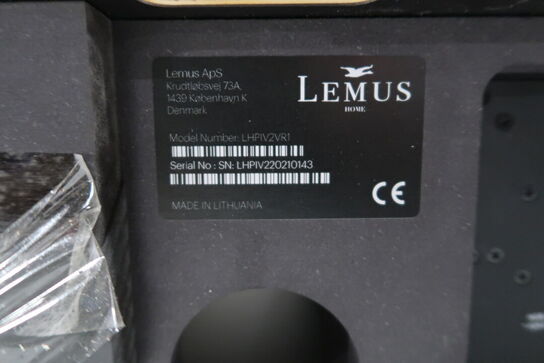 Lemus ApS
Krudtløbsvej 73A,
1439 København K
Denmark
LEMUS
HOME
Model Number: LHPIV2VR1
Serial No : SN: LHPIV220210143
CE
MADE IN LITHUANIA